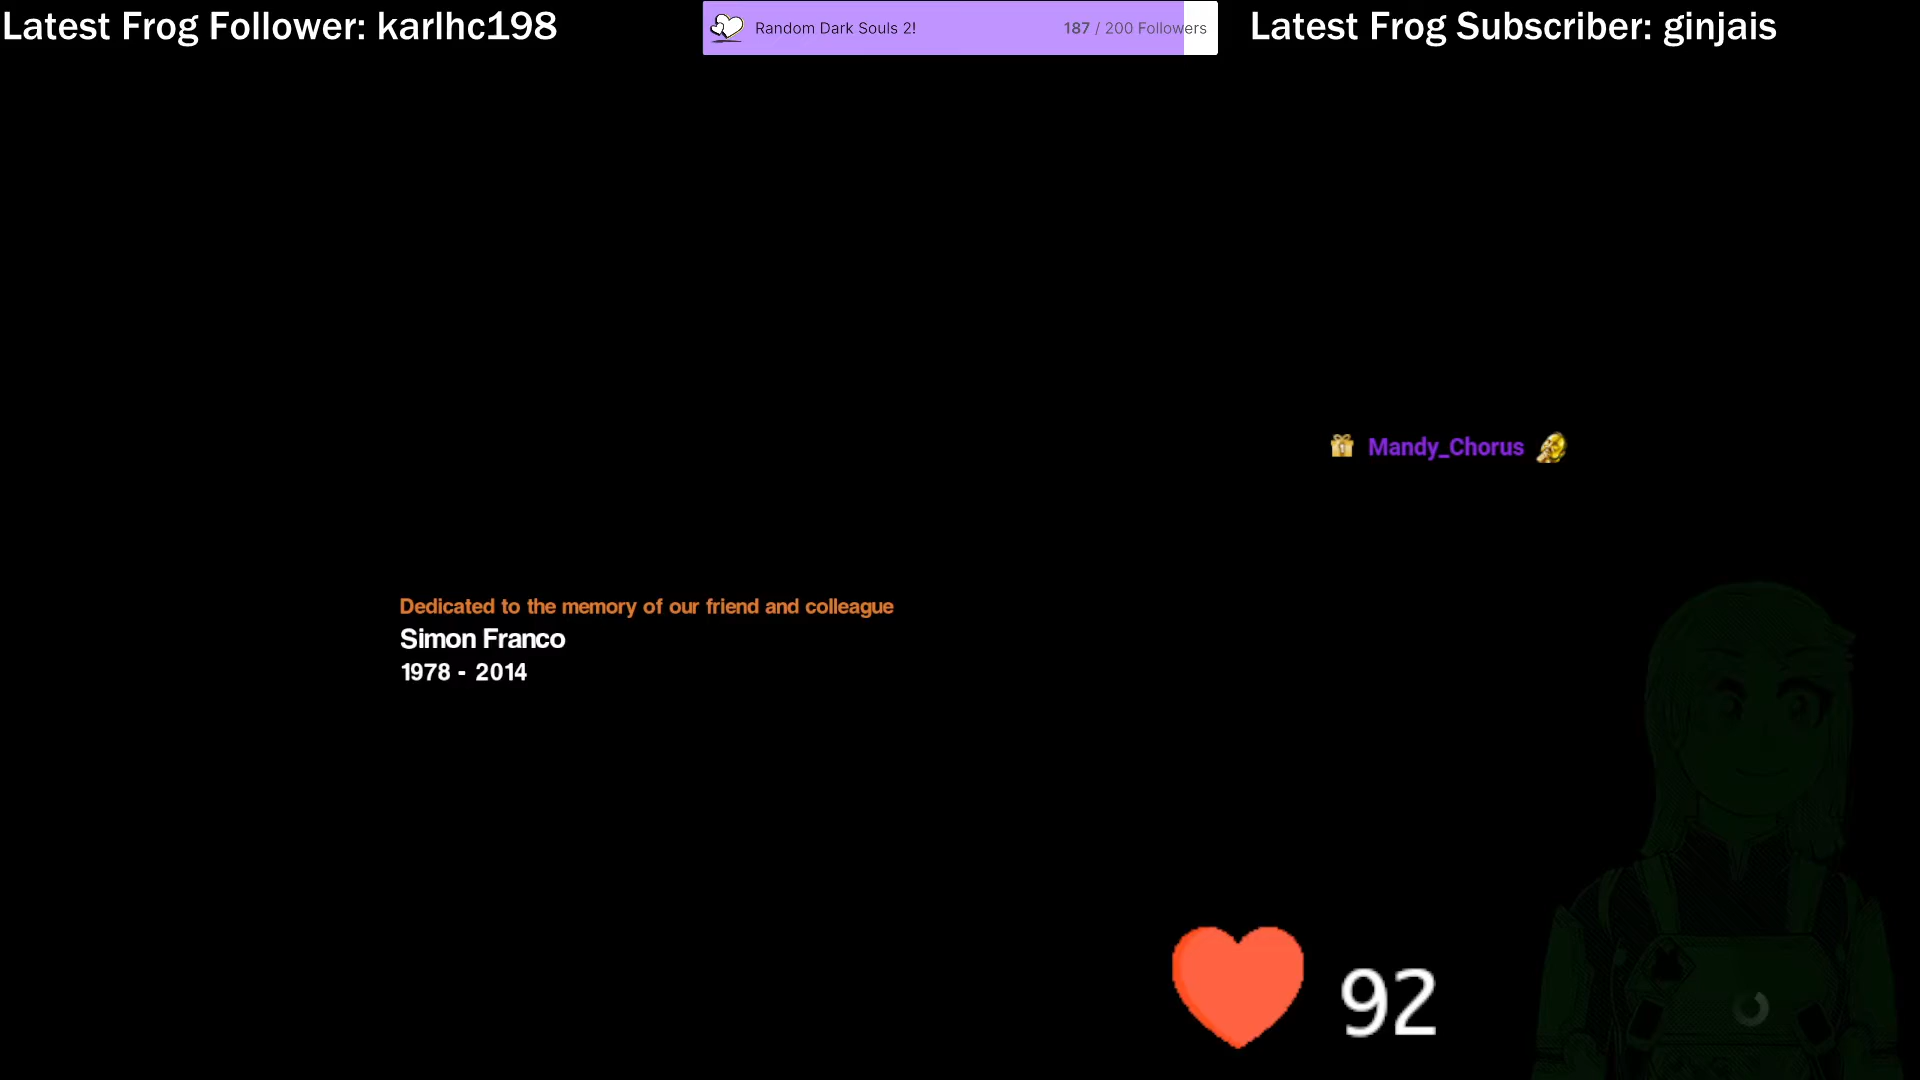 Latest Frog Follower: karlhc198
Random Dark Souls 2! 187 / 200 Followers
Latest Frog Subscriber: ginjais
Mandy_Chorus
Dedicated to the memory of our friend and colleague
Simon Franco
1978 - 2014
92